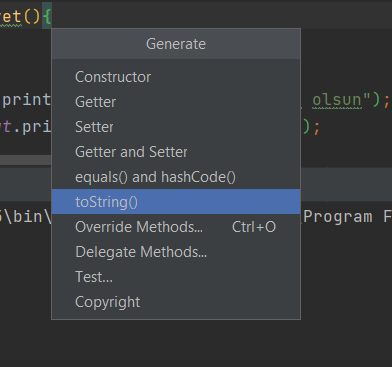 et(){
Generate
Constructor
Getter
.print olsun");
Setter
t.pri );
Getter and Setter
equals() and hashCode()
toString()
\bin\ Program F
Override Methods... Ctrl+O
Delegate Methods...
Test...
Copyright